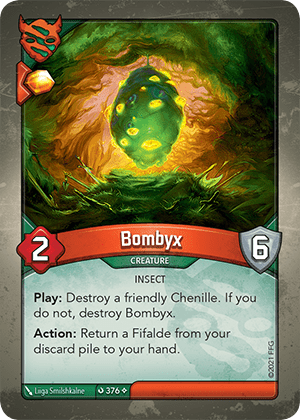 Bombyx
2
CREATURE
6
INSECT
Play: Destroy a friendly Chenille. If you
do not, destroy Bombyx.
Action: Return a Fifalde from your
discard pile to your hand.
©2021 FFG
Liiga Smilshkalne
376